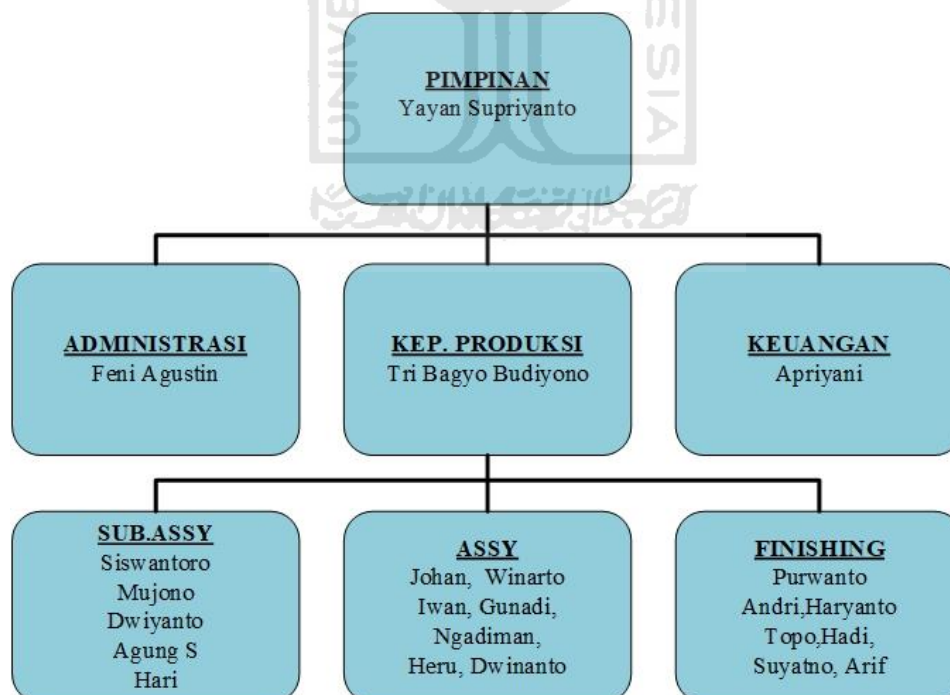 ESIA
PIMPINAN
Yayan Supriyanto
ADMINISTRASI
Feni Agustin
KEP. PRODUKSI
Tri Bagyo Budiyono
KEUANGAN
Apriyani
SUB.ASSY
Siswantoro
Mujono
Dwiyanto
Agung S
Hari
ASSY
Johan, Winarto
Iwan, Gunadi,
Ngadiman,
Heru, Dwinanto
FINISHING
Purwanto
Andri,Haryanto
Topo,Hadi,
Suyatno, Arif